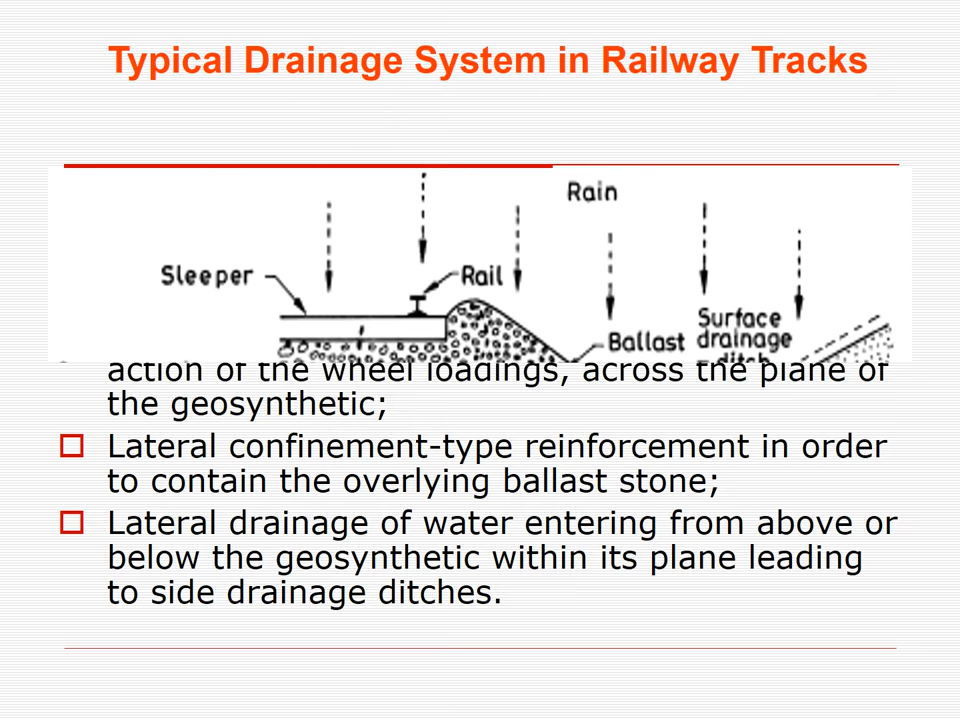 Typical Drainage System in Railway Tracks
Rain
Sleeper
Rail
Surface
Ballast
drainage
action of the wheel loadings, across the plane of
the geosynthetic;
Lateral confinement-type reinforcement in order
to contain the overlying ballast stone;
Lateral drainage of water entering from above or
below the geosynthetic within its plane leading
to side drainage ditches.